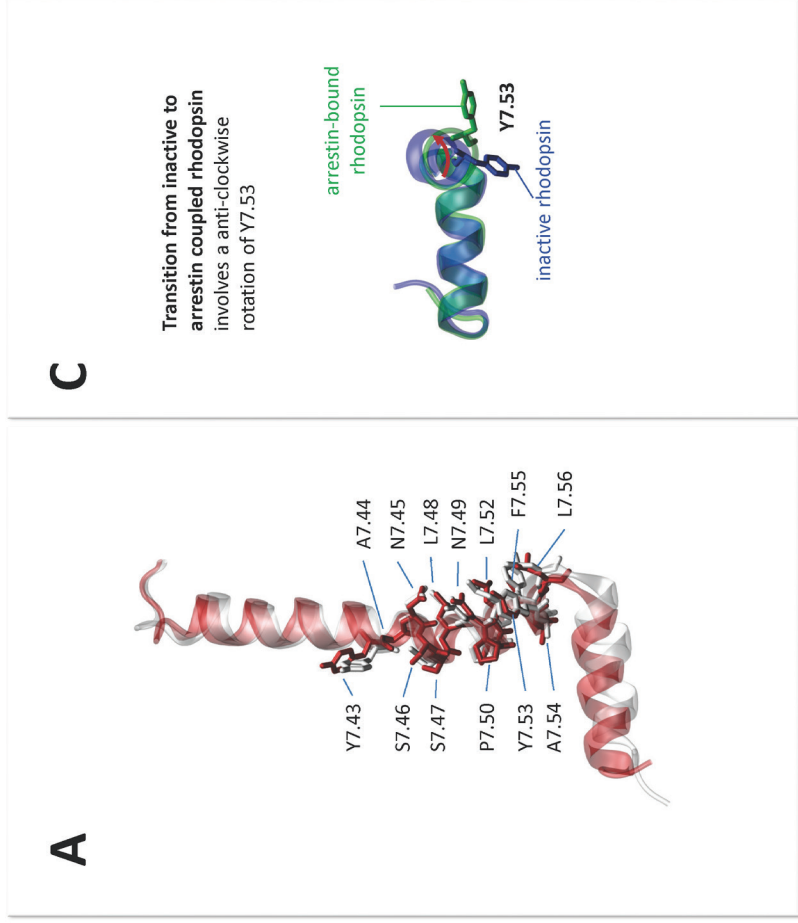 A
Y7.43
S7.46
S7.47
P7.50
Y7.53
A7.54
A7.44
N7.45
L7.48
N7.49
L7.52
F7.55
L7.56
C
Transition from inactive to
arrestin coupled rhodopsin
involves a anti-clockwise
rotation of Y7.53
arrestin-bound
rhodopsin
Y7.53
inactive rhodopsin